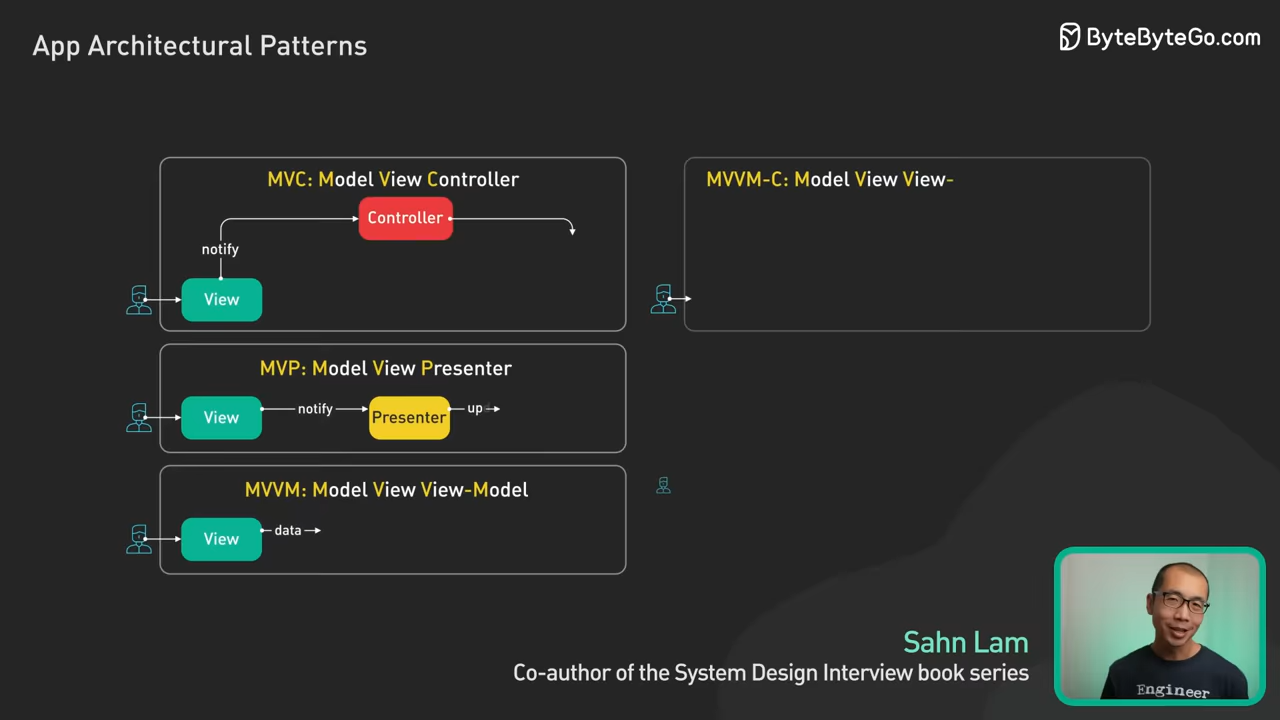 App Architectural Patterns
ByteByteGo.com
MVC: Model View Controller
Controller
notify
View
MVVM-C: Model View View-
MVP: Model View Presenter
View
notify
Presenter
up
MVVM: Model View View-Model
View
data
Sahn Lam
Co-author of the System Design Interview book series
Engineer